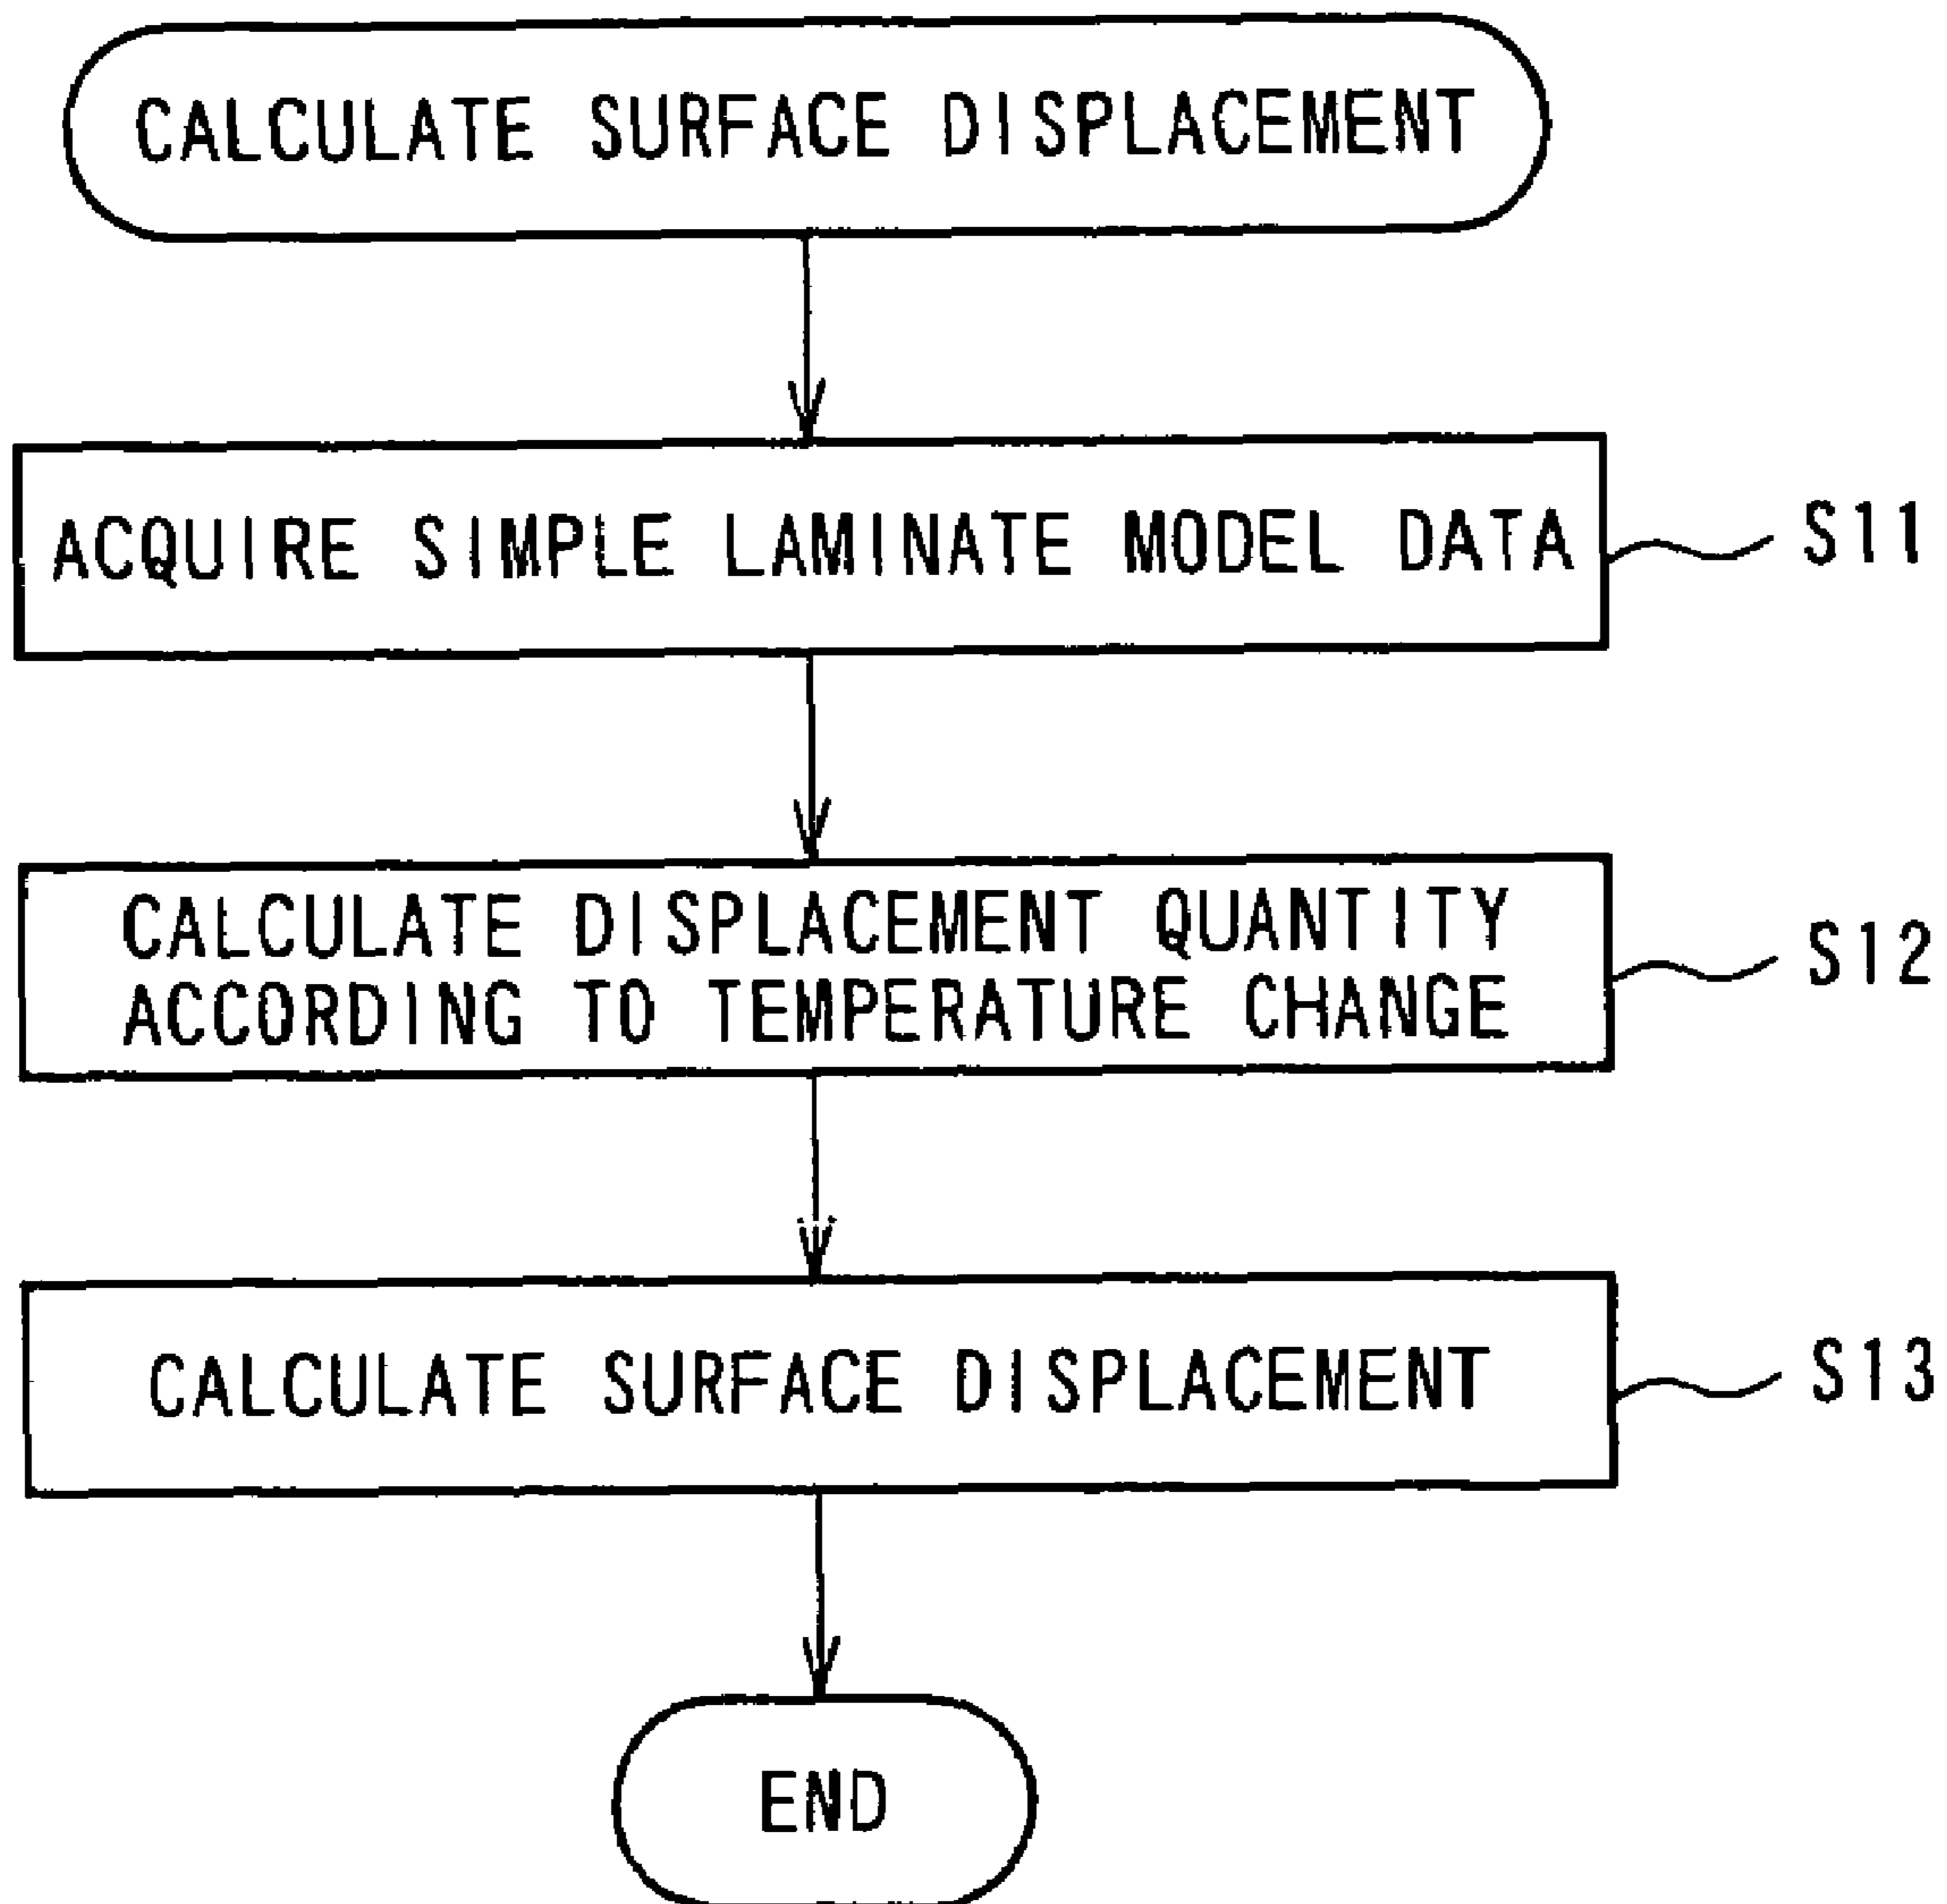 CALCULATE SURFACE DISPLACEMENT
ACQUIRE SIMPLE LAMINATE MODEL DATA
S11
CALCULATE DISPLACEMENT QUANTITY
ACCORDING TO TEMPERATURE CHANGE
S12
CALCULATE SURFACE DISPLACEMENT
S13
END